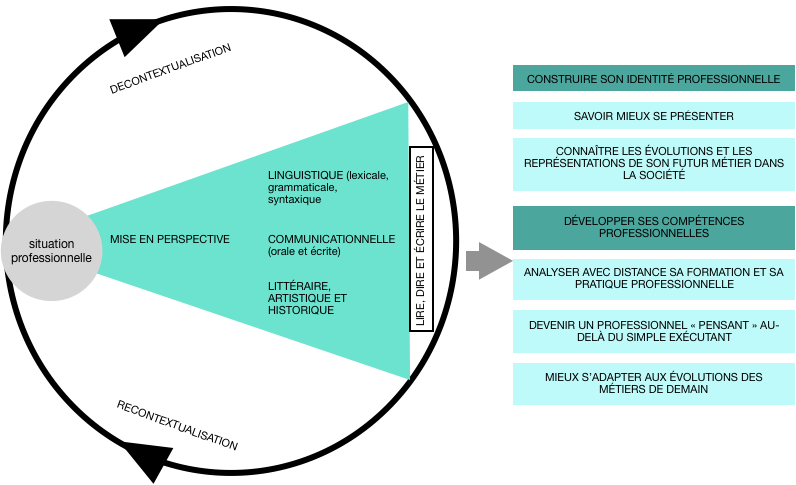 DECONTEXTUALISATION
situation
professionnelle
MISE EN PERSPECTIVE
LINGUISTIQUE (lexicale,
grammaticale,
syntaxique
COMMUNICATIONNELLE
(orale et écrite)
LITTÉRAIRE,
ARTISTIQUE ET
HISTORIQUE
LIRE, DIRE ET ÉCRIRE LE MÉTIER
RECONTEXTUALISATION
CONSTRUIRE SON IDENTITÉ PROFESSIONNELLE
SAVOIR MIEUX SE PRÉSENTER
CONNAÎTRE LES ÉVOLUTIONS ET LES
REPRÉSENTATIONS DE SON FUTUR MÉTIER DANS
LA SOCIÉTÉ
DÉVELOPPER SES COMPÉTENCES
PROFESSIONNELLES
ANALYSER AVEC DISTANCE SA FORMATION ET SA
PRATIQUE PROFESSIONNELLE
DEVENIR UN PROFESSIONNEL « PENSANT » AU-
DELÀ DU SIMPLE EXÉCUTANT
MIEUX S’ADAPTER AUX ÉVOLUTIONS DES
MÉTIERS DE DEMAIN